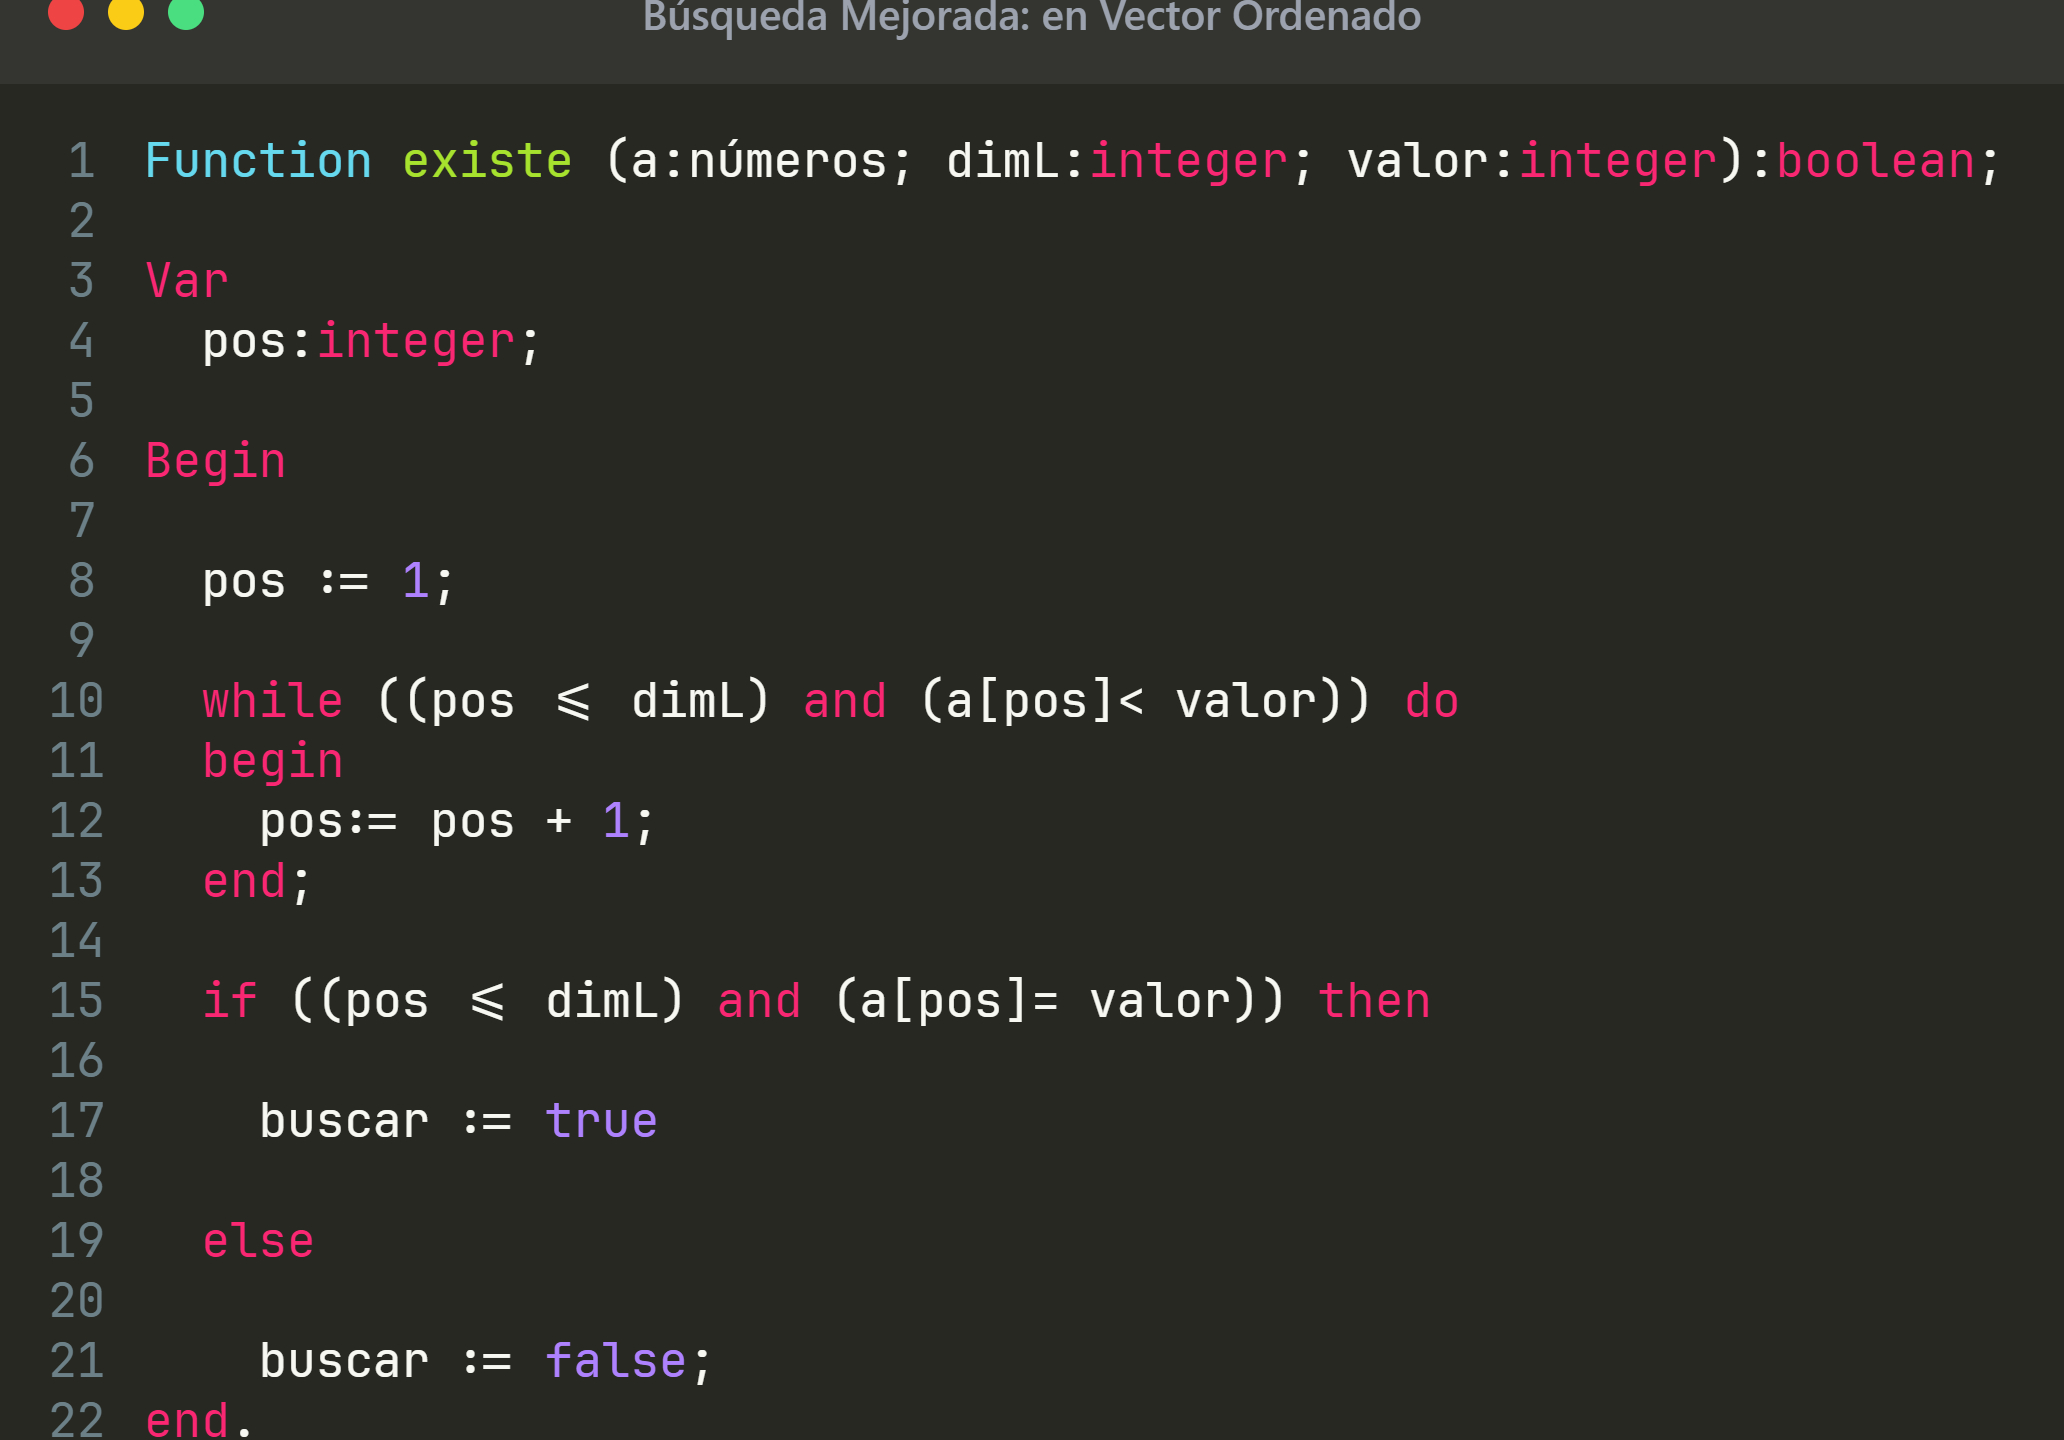 Búsqueda Mejorada: en Vector Ordenado
1 Function existe (a:números; dimL:integer; valor:integer):boolean;
2
3 Var
4   pos:integer;
5
6 Begin
7
8   pos := 1;
9
10   while ((pos <= dimL) and (a[pos]< valor)) do
11   begin
12     pos:= pos + 1;
13   end;
14
15   if ((pos <= dimL) and (a[pos]= valor)) then
16
17     buscar := true
18
19   else
20
21     buscar := false;
22 end.